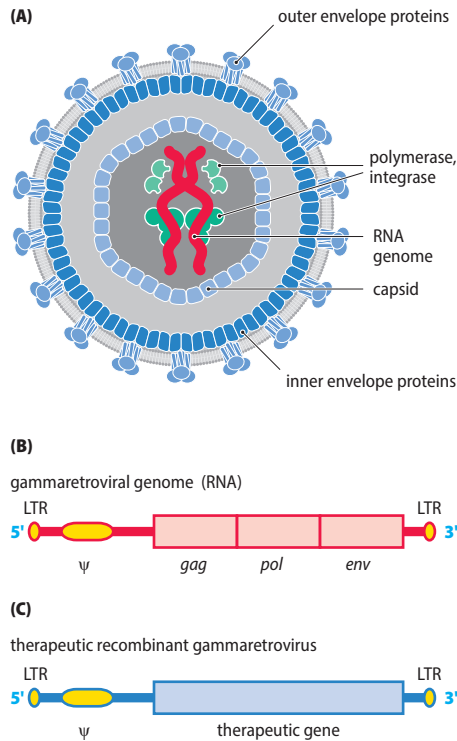 (A)
outer envelope proteins
polymerase,
integrase
RNA
genome
capsid
inner envelope proteins
(B)
gammaretroviral genome (RNA)
LTR LTR
5' 3'
ψ gag pol env
(C)
therapeutic recombinant gammaretrovirus
LTR LTR
5' 3'
ψ therapeutic gene